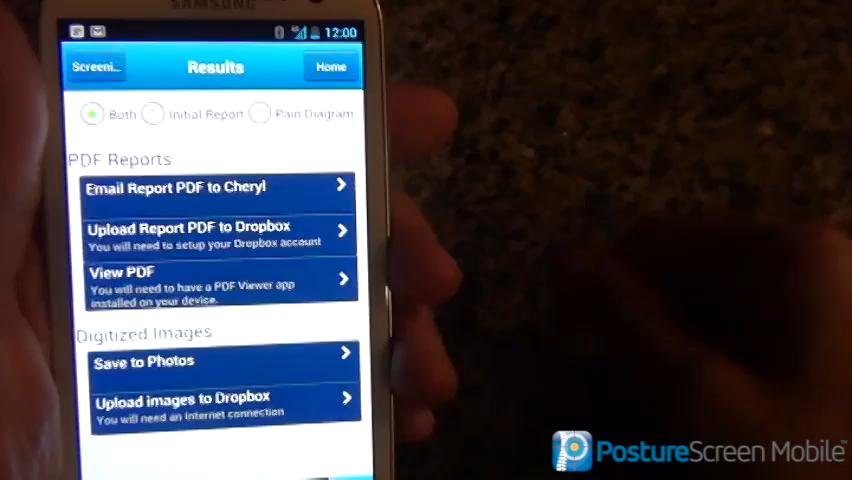 SAMSUNG
12:00
Screeni... Results Home
Both Initial Report Pain Diagram
PDF Reports
Email Report PDF to Cheryl
Upload Report PDF to Dropbox
You will need to setup your Dropbox account
View PDF
You will need to have a PDF Viewer app
installed on your device.
Digitized Images
Save to Photos
Upload images to Dropbox
You will need an Internet connection
PostureScreen Mobile™